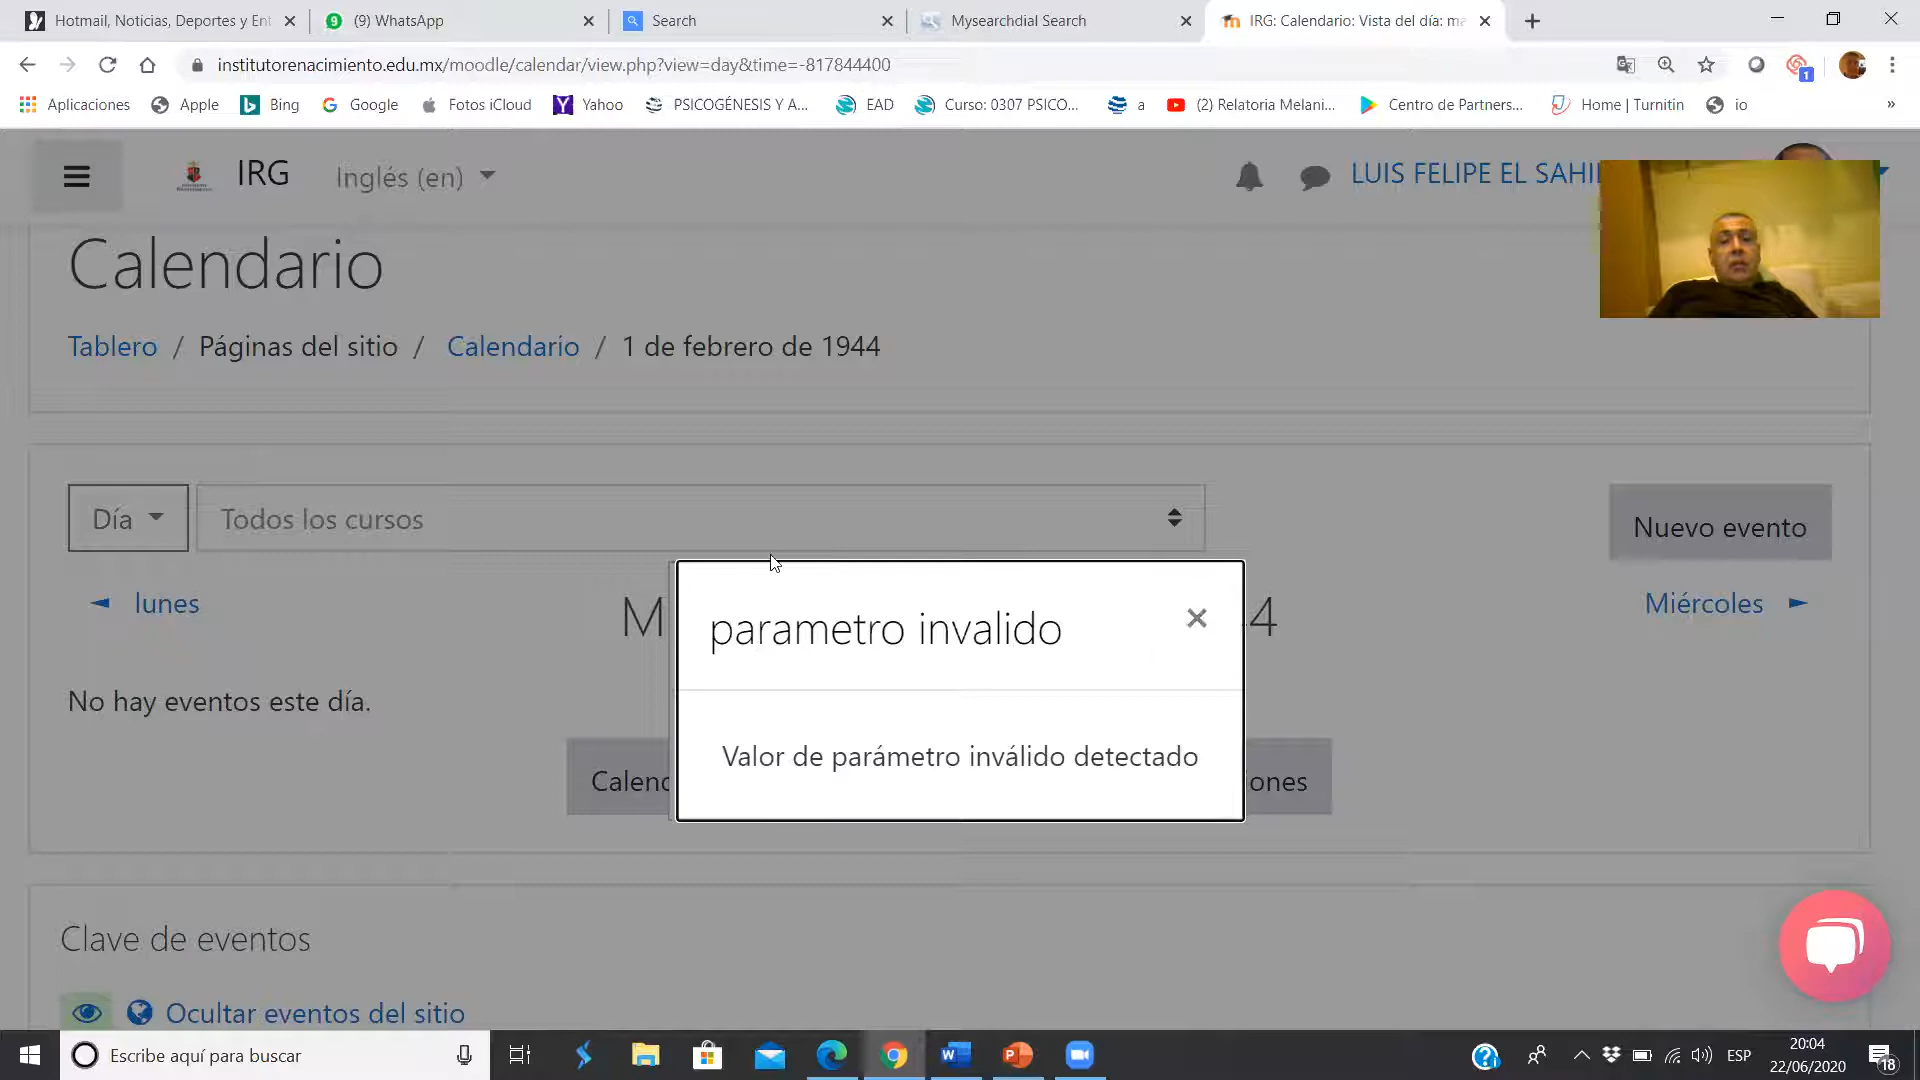 Hotmail, Noticias, Deportes y Ent
(9) WhatsApp
Search
Mysearchdial Search
IRG: Calendario: Vista del día: ma
institutorenacimiento.edu.mx/moodle/calendar/view.php?view=day&time=-817844400
Aplicaciones
Apple
Bing
Google
Fotos iCloud
Yahoo
PSICOGÉNESIS Y A...
EAD
Curso: 0307 PSICO...
a
(2) Relatoria Melani...
Centro de Partners...
Home | Turnitin
io
»
IRG
Inglés (en)
LUIS FELIPE EL SAHI
Calendario
Tablero / Páginas del sitio / Calendario / 1 de febrero de 1944
Día
Todos los cursos
Nuevo evento
lunes
M
4
Miércoles
parametro invalido
No hay eventos este día.
Valor de parámetro inválido detectado
Calend
ones
Clave de eventos
Ocultar eventos del sitio
Escribe aquí para buscar
ESP
20:04
22/06/2020
18